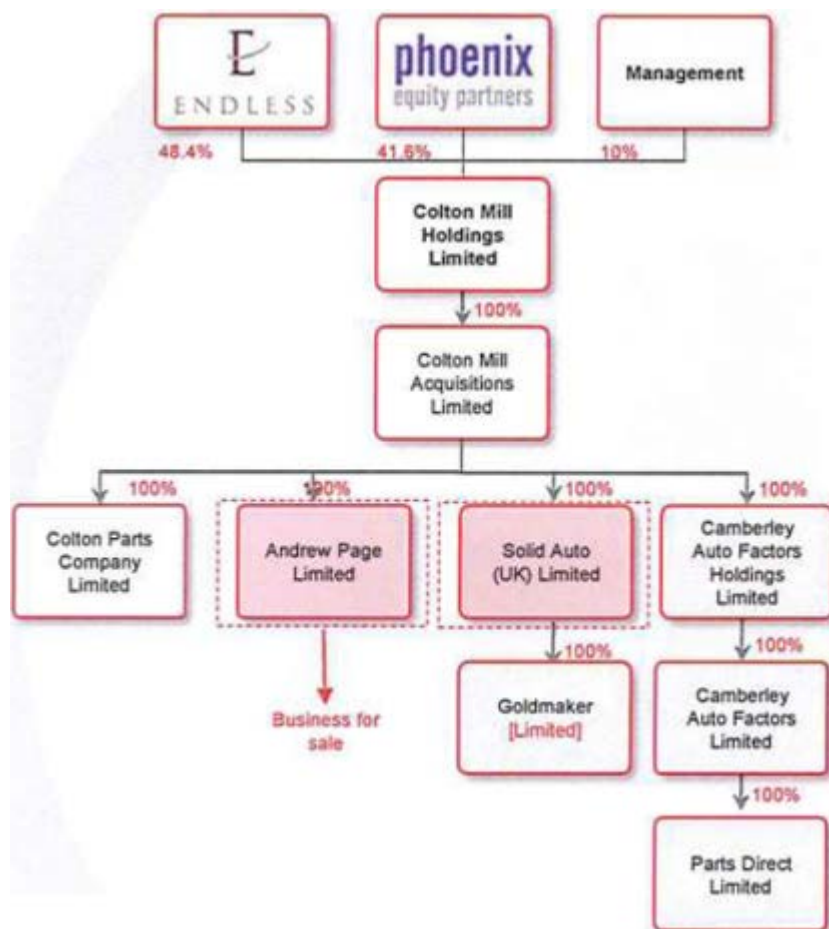 E
ENDLESS
phoenix
equity partners
Management
48.4%
41.6%
10%
Colton Mill
Holdings
Limited
100%
Colton Mill
Acquisitions
Limited
100%
100%
100%
100%
Colton Parts
Company
Limited
Andrew Page
Limited
Solid Auto
(UK) Limited
Camberley
Auto Factors
Holdings
Limited
100%
100%
Business for
sale
Goldmaker
[Limited]
Camberley
Auto Factors
Limited
100%
Parts Direct
Limited